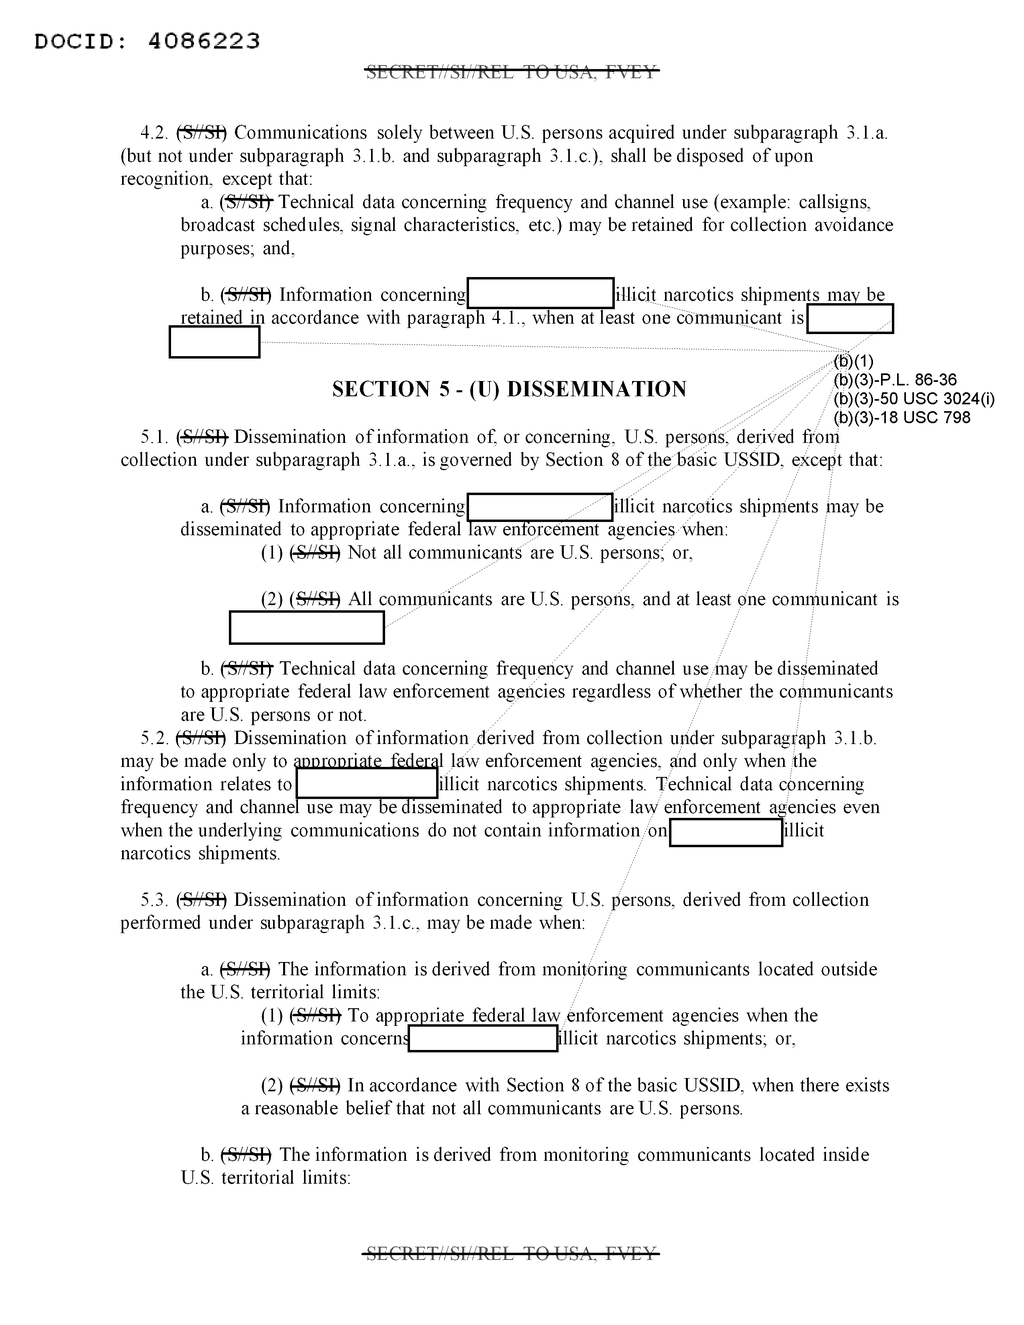 DOCID: 4086223
SECRET//SI//REL TO USA, FVEY
4.2. (S//SI) Communications solely between U.S. persons acquired under subparagraph 3.1.a.
(but not under subparagraph 3.1.b. and subparagraph 3.1.c.), shall be disposed of upon
recognition, except that:
a. (S//SI) Technical data concerning frequency and channel use (example: callsigns,
broadcast schedules, signal characteristics, etc.) may be retained for collection avoidance
purposes; and,
b. (S//SI) Information concerning illicit narcotics shipments may be
retained in accordance with paragraph 4.1., when at least one communicant is
(b)(1)
(b)(3)-P.L. 86-36
(b)(3)-50 USC 3024(i)
(b)(3)-18 USC 798
SECTION 5 - (U) DISSEMINATION
5.1. (S//SI) Dissemination of information of, or concerning, U.S. persons, derived from
collection under subparagraph 3.1.a., is governed by Section 8 of the basic USSID, except that:
a. (S//SI) Information concerning illicit narcotics shipments may be
disseminated to appropriate federal law enforcement agencies when:
(1) (S//SI) Not all communicants are U.S. persons; or,
(2) (S//SI) All communicants are U.S. persons, and at least one communicant is
b. (S//SI) Technical data concerning frequency and channel use may be disseminated
to appropriate federal law enforcement agencies regardless of whether the communicants
are U.S. persons or not.
5.2. (S//SI) Dissemination of information derived from collection under subparagraph 3.1.b.
may be made only to appropriate federal law enforcement agencies, and only when the
information relates to illicit narcotics shipments. Technical data concerning
frequency and channel use may be disseminated to appropriate law enforcement agencies even
when the underlying communications do not contain information on illicit
narcotics shipments.
5.3. (S//SI) Dissemination of information concerning U.S. persons, derived from collection
performed under subparagraph 3.1.c., may be made when:
a. (S//SI) The information is derived from monitoring communicants located outside
the U.S. territorial limits:
(1) (S//SI) To appropriate federal law enforcement agencies when the
information concerns illicit narcotics shipments; or,
(2) (S//SI) In accordance with Section 8 of the basic USSID, when there exists
a reasonable belief that not all communicants are U.S. persons.
b. (S//SI) The information is derived from monitoring communicants located inside
U.S. territorial limits:
SECRET//SI//REL TO USA, FVEY